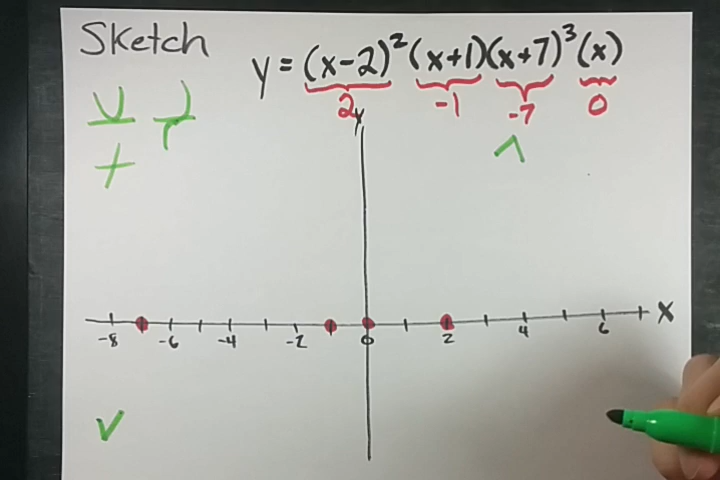 Sketch
y = (x-2)²(x+1)(x+7)³(x)
2 -1 -7 0
y
x
-8 -6 -4 -2 0 2 4 6